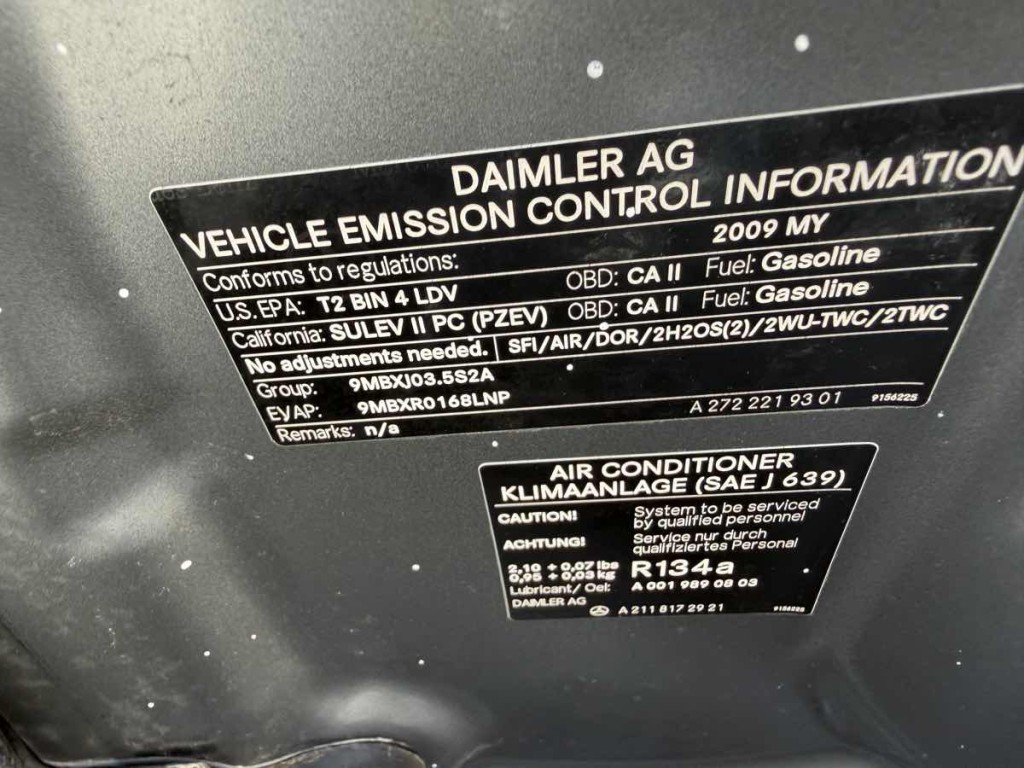 DAIMLER AG
VEHICLE EMISSION CONTROL INFORMATION
Conforms to regulations: 2009 MY
U.S. EPA: T2 BIN 4 LDV OBD: CA II Fuel: Gasoline
California: SULEV II PC (PZEV) OBD: CA II Fuel: Gasoline
No adjustments needed. SFI/AIR/DOR/2H2OS(2)/2WU-TWC/2TWC
Group: 9MBXJ03.5S2A
EVAP: 9MBXR0168LNP
Remarks: n/a A 272 221 93 01 9156225
AIR CONDITIONER
KLIMAANLAGE (SAE J 639)
CAUTION! System to be serviced
by qualified personnel
ACHTUNG! Service nur durch
qualifiziertes Personal
2,10 + 0,07 lbs
0,95 + 0,03 kg R134a
Lubricant/ Oel: A 001 989 08 03
DAIMLER AG A 211 817 29 21 9156225